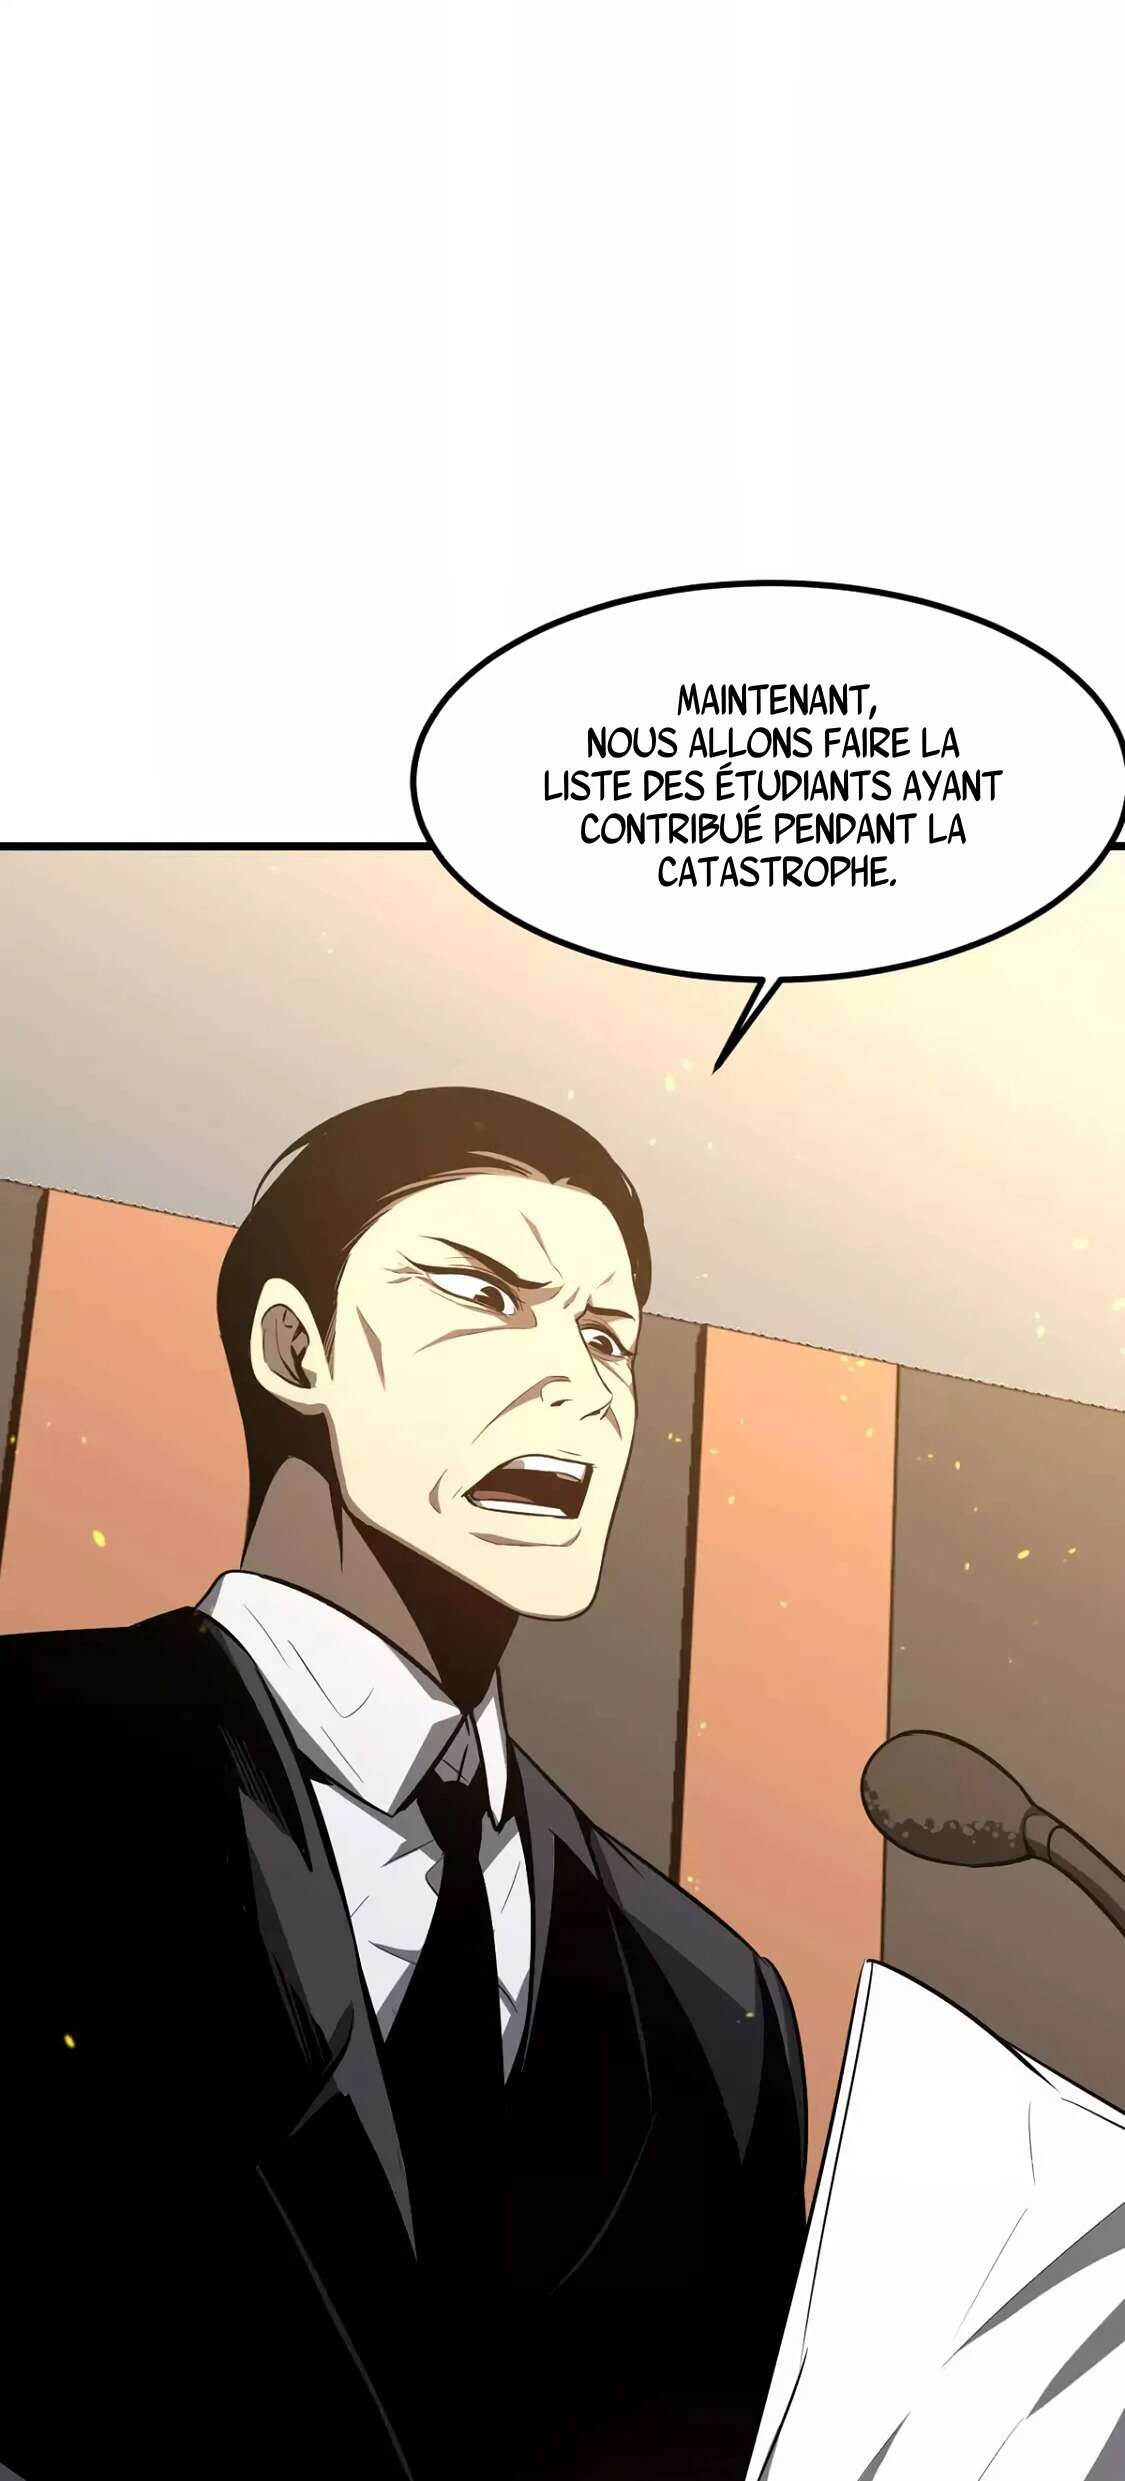 MAINTENANT,
NOUS ALLONS FAIRE LA
LISTE DES ÉTUDIANTS AYANT
CONTRIBUÉ PENDANT LA
CATASTROPHE.